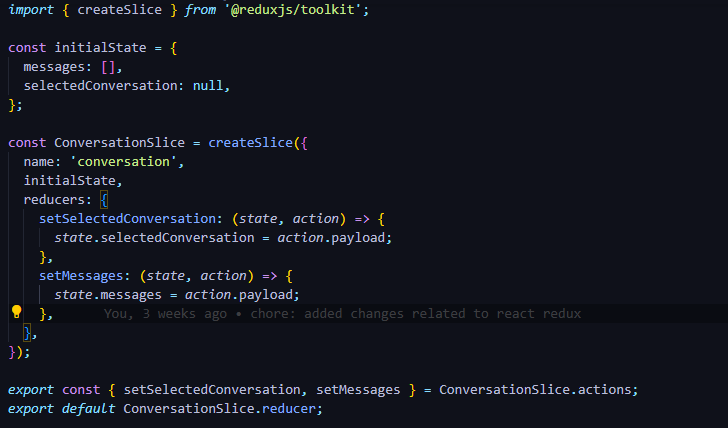 import { createSlice } from '@reduxjs/toolkit';
const initialState = {
  messages: [],
  selectedConversation: null,
};
const ConversationSlice = createSlice({
  name: 'conversation',
  initialState,
  reducers: {
    setSelectedConversation: (state, action) => {
      state.selectedConversation = action.payload;
    },
    setMessages: (state, action) => {
      state.messages = action.payload;
    }, You, 3 weeks ago • chore: added changes related to react redux
  },
});
export const { setSelectedConversation, setMessages } = ConversationSlice.actions;
export default ConversationSlice.reducer;